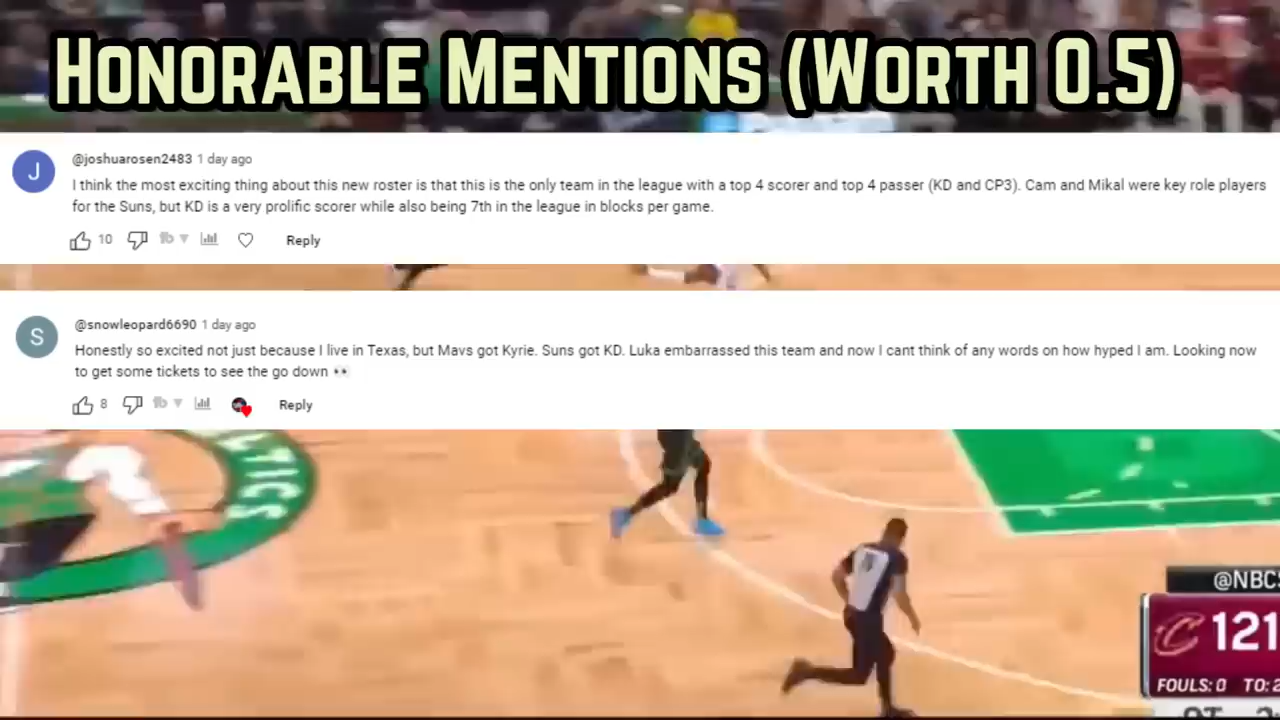 Honorable Mentions (Worth 0.5)
J
@joshuarosen2483 1 day ago
I think the most exciting thing about this new roster is that this is the only team in the league with a top 4 scorer and top 4 passer (KD and CP3). Cam and Mikal were key role players
for the Suns, but KD is a very prolific scorer while also being 7th in the league in blocks per game.
10 Reply
S
@snowleopard6690 1 day ago
Honestly so excited not just because I live in Texas, but Mavs got Kyrie. Suns got KD. Luka embarrassed this team and now I cant think of any words on how hyped I am. Looking now
to get some tickets to see the go down 👀
8 Reply
LTICS
@NBCS
C 121
FOULS: 0 TO: 2